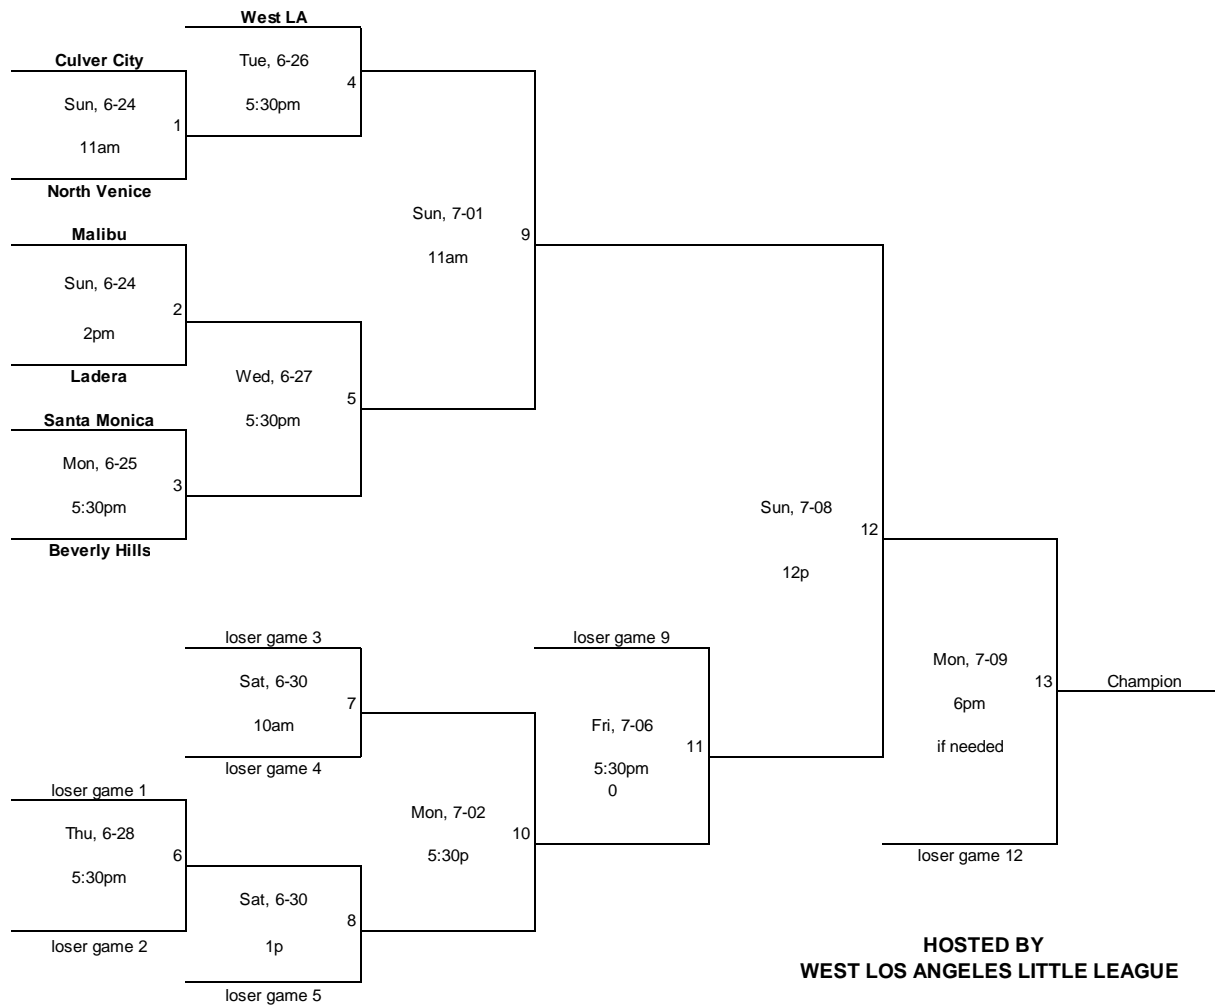 West LA
Culver City
Tue, 6-26
4
Sun, 6-24
5:30pm
1
11am
North Venice
Malibu
Sun, 7-01
9
11am
Sun, 6-24
2
2pm
Ladera
Wed, 6-27
5
5:30pm
Santa Monica
Mon, 6-25
3
5:30pm
Beverly Hills
Sun, 7-08
12
12p
loser game 3
Sat, 6-30
7
10am
loser game 4
loser game 9
Fri, 7-06
11
5:30pm
0
Mon, 7-09
13
6pm
if needed
Champion
loser game 1
Thu, 6-28
6
5:30pm
loser game 2
Mon, 7-02
10
5:30p
Sat, 6-30
8
1p
loser game 5
loser game 12
HOSTED BY
WEST LOS ANGELES LITTLE LEAGUE